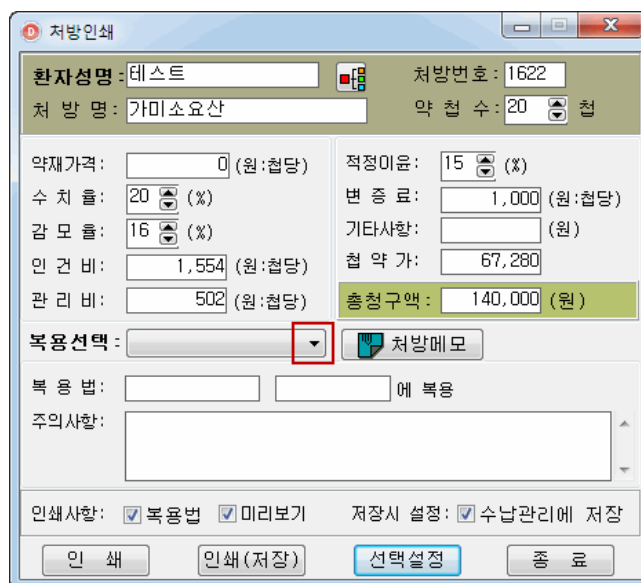 처방인쇄
환자성명 : 테스트 처방번호 : 1622
처 방 명 : 가미소요산 약 첩 수 : 20 첩
약재가격 : 0 (원:첩당) 적정이윤 : 15 (%)
수 치 율 : 20 (%) 변 증 료 : 1,000 (원:첩당)
감 모 율 : 16 (%) 기타사항 : (원)
인 건 비 : 1,554 (원:첩당) 첩 약 가 : 67,280
관 리 비 : 502 (원:첩당) 총청구액 : 140,000 (원)
복용선택 : 처방메모
복 용 법 : 에 복용
주의사항 :
인쇄사항 : 복용법 미리보기 저장시 설정 : 수납관리에 저장
인 쇄 인쇄(저장) 선택설정 종 료